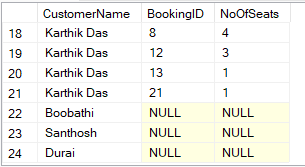 CustomerName BookingID NoOfSeats
18 Karthik Das 8 4
19 Karthik Das 12 3
20 Karthik Das 13 1
21 Karthik Das 21 1
22 Boobathi NULL NULL
23 Santhosh NULL NULL
24 Durai NULL NULL